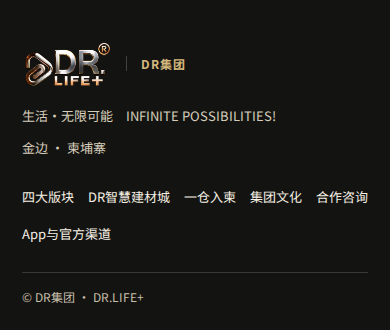 DR.® LIFE+ DR集团
生活·无限可能 INFINITE POSSIBILITIES!
金边 · 柬埔寨
四大版块 DR智慧建材城 一仓入柬 集团文化 合作咨询
App与官方渠道
© DR集团 · DR.LIFE+